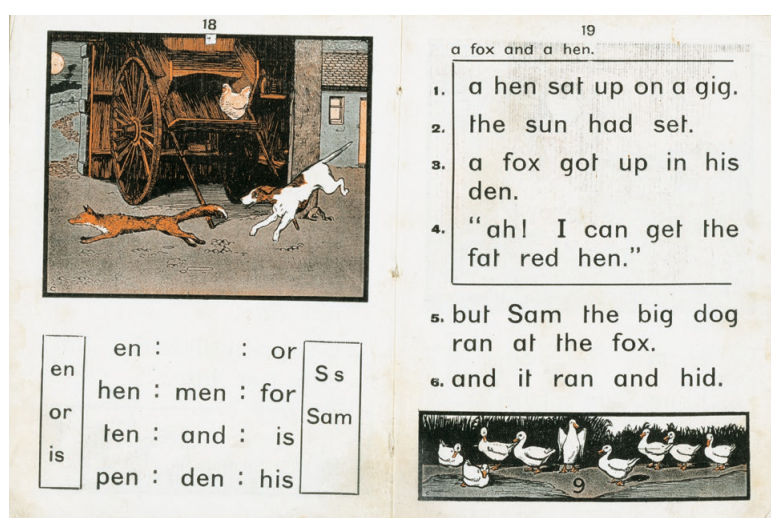 18
en
or
is
en : : or
hen : men : for
ten : and : is
pen : den : his
S s
Sam
19
a fox and a hen.
1. a hen sat up on a gig.
2. the sun had set.
3. a fox got up in his
den.
4. "ah! I can get the
fat red hen."
5. but Sam the big dog
ran at the fox.
6. and it ran and hid.
9